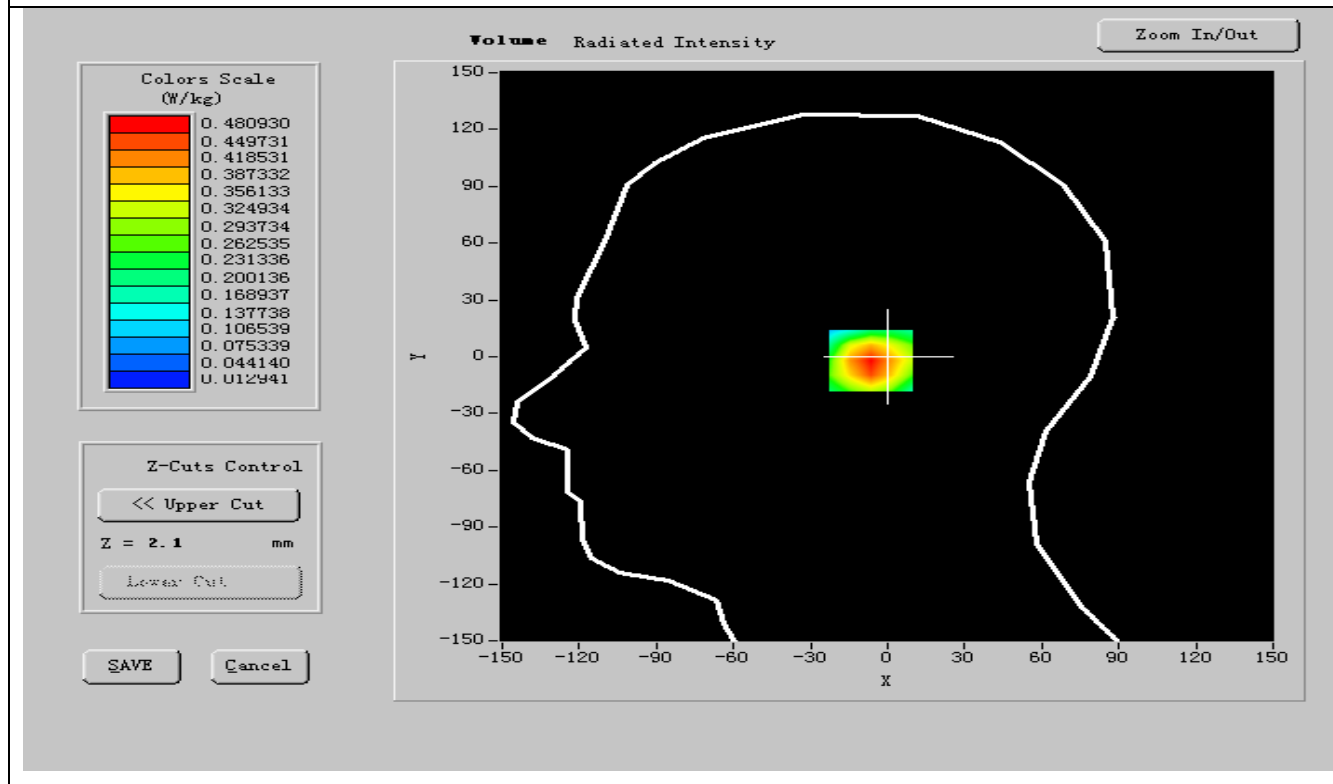 Volume Radiated Intensity
Zoom In/Out
Colors Scale
(W/kg)
0.480930
0.449731
0.418531
0.387332
0.356133
0.324934
0.293734
0.262535
0.231336
0.200136
0.168937
0.137738
0.106539
0.075339
0.044140
0.012941
Z-Cuts Control
<< Upper Cut
Z = 2.1 mm
Lower Cut
SAVE
Cancel
150
120
90
60
30
0
-30
-60
-90
-120
-150
Y
-150 -120 -90 -60 -30 0 30 60 90 120 150
X